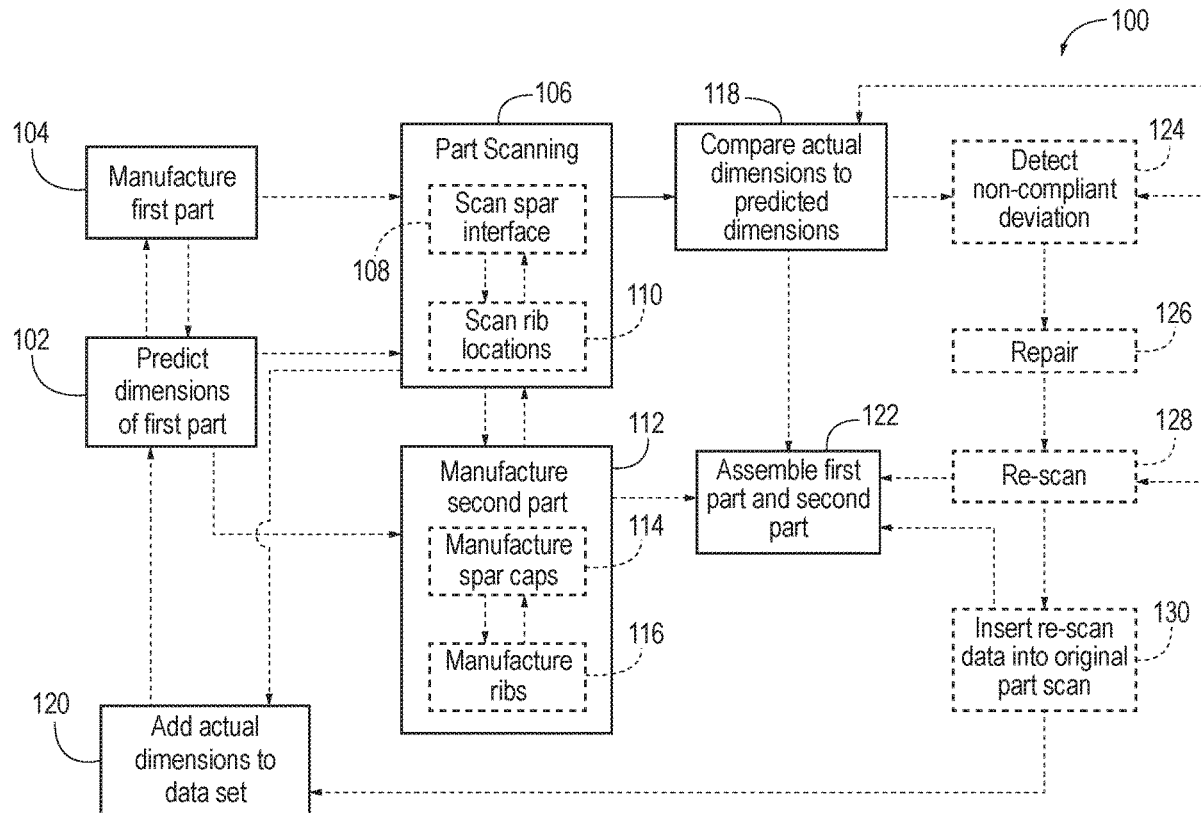 100
104
Manufacture
first part
106
Part Scanning
Scan spar
interface
108
110
Scan rib
locations
118
Compare actual
dimensions to
predicted
dimensions
124
Detect
non-compliant
deviation
102
Predict
dimensions
of first part
126
Repair
112
Manufacture
second part
114
Manufacture
spar caps
116
Manufacture
ribs
122
Assemble first
part and second
part
128
Re-scan
130
Insert re-scan
data into original
part scan
120
Add actual
dimensions to
data set